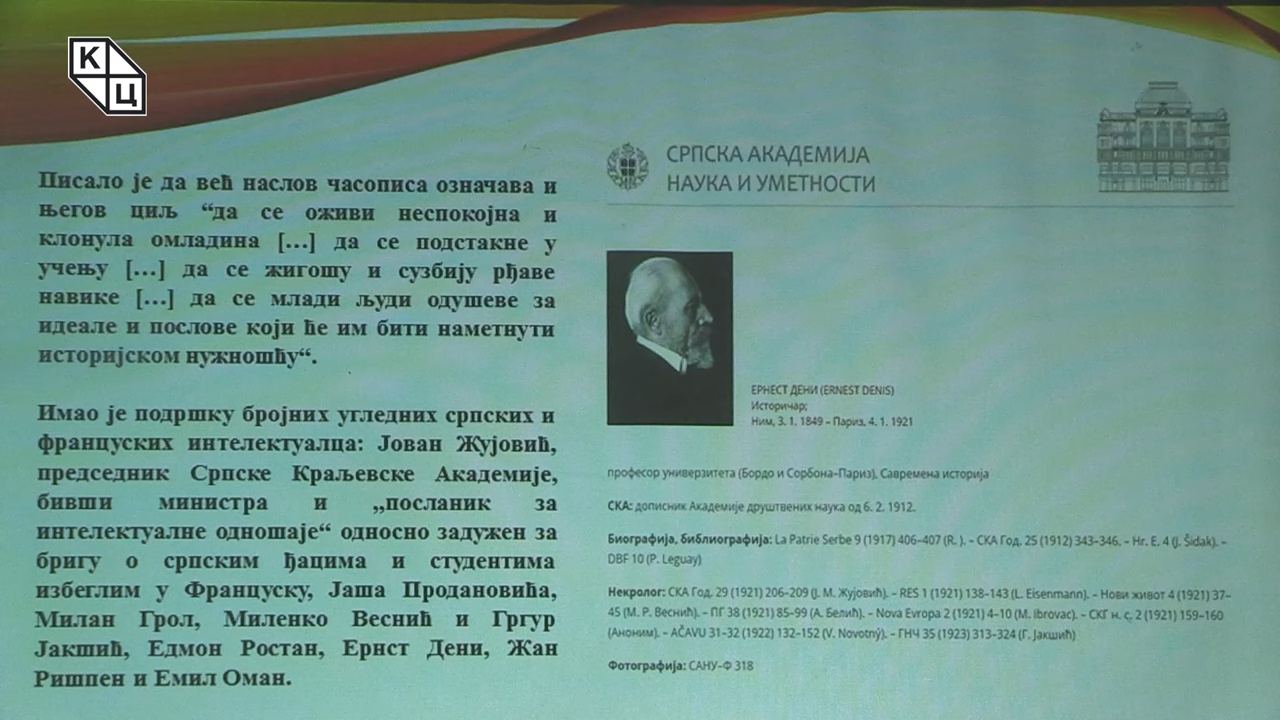 К
Ц
Писало је да већ наслов часописа означава и
његов циљ “да се оживи неспокојна и
клонула омладина [...] да се подстакне у
учењу [...] да се жигошу и сузбију рђаве
навике [...] да се млади људи одушеве за
идеале и послове који ће им бити наметнути
историјском нужношћу“.
Имао је подршку бројних угледних српских и
француских интелектуалца: Јован Жујовић,
председник Српске Краљевске Академије,
бивши министра и „посланик за
интелектуалне одношаје“ односно задужен за
бригу о српским ђацима и студентима
избеглим у Француску, Јаша Продановића,
Милан Грол, Миленко Веснић и Гргур
Јакшић, Едмон Ростан, Ернст Дени, Жан
Ришпен и Емил Оман.
СРПСКА АКАДЕМИЈА
НАУКА И УМЕТНОСТИ
ЕРНЕСТ ДЕНИ (ERNEST DENIS)
Историчар;
Ним, 3. 1. 1849 – Париз, 4. 1. 1921
професор универзитета (Бордо и Сорбона–Париз), Савремена историја
СКА: дописник Академије друштвених наука од 6. 2. 1912.
Биографија, библиографија: La Patrie Serbe 9 (1917) 406–407 (R. ). – СКА Год. 25 (1912) 343–346. – Hr. E. 4 (J. Šidak). –
DBF 10 (P. Leguay)
Некролог: СКА Год. 29 (1921) 206–209 (Ј. М. Жујовић). – RES 1 (1921) 138–143 (L. Eisenmann). – Нови живот 4 (1921) 37–
45 (М. Р. Веснић). – ПГ 38 (1921) 85–99 (А. Белић). – Nova Evropa 2 (1921) 4–10 (M. Ibrovac). – СКГ н. с. 2 (1921) 159–160
(Аноним). – AČAVU 31–32 (1922) 132–152 (V. Novotný). – ГНЧ 35 (1923) 313–324 (Г. Јакшић)
Фотографија: САНУ–Ф 318